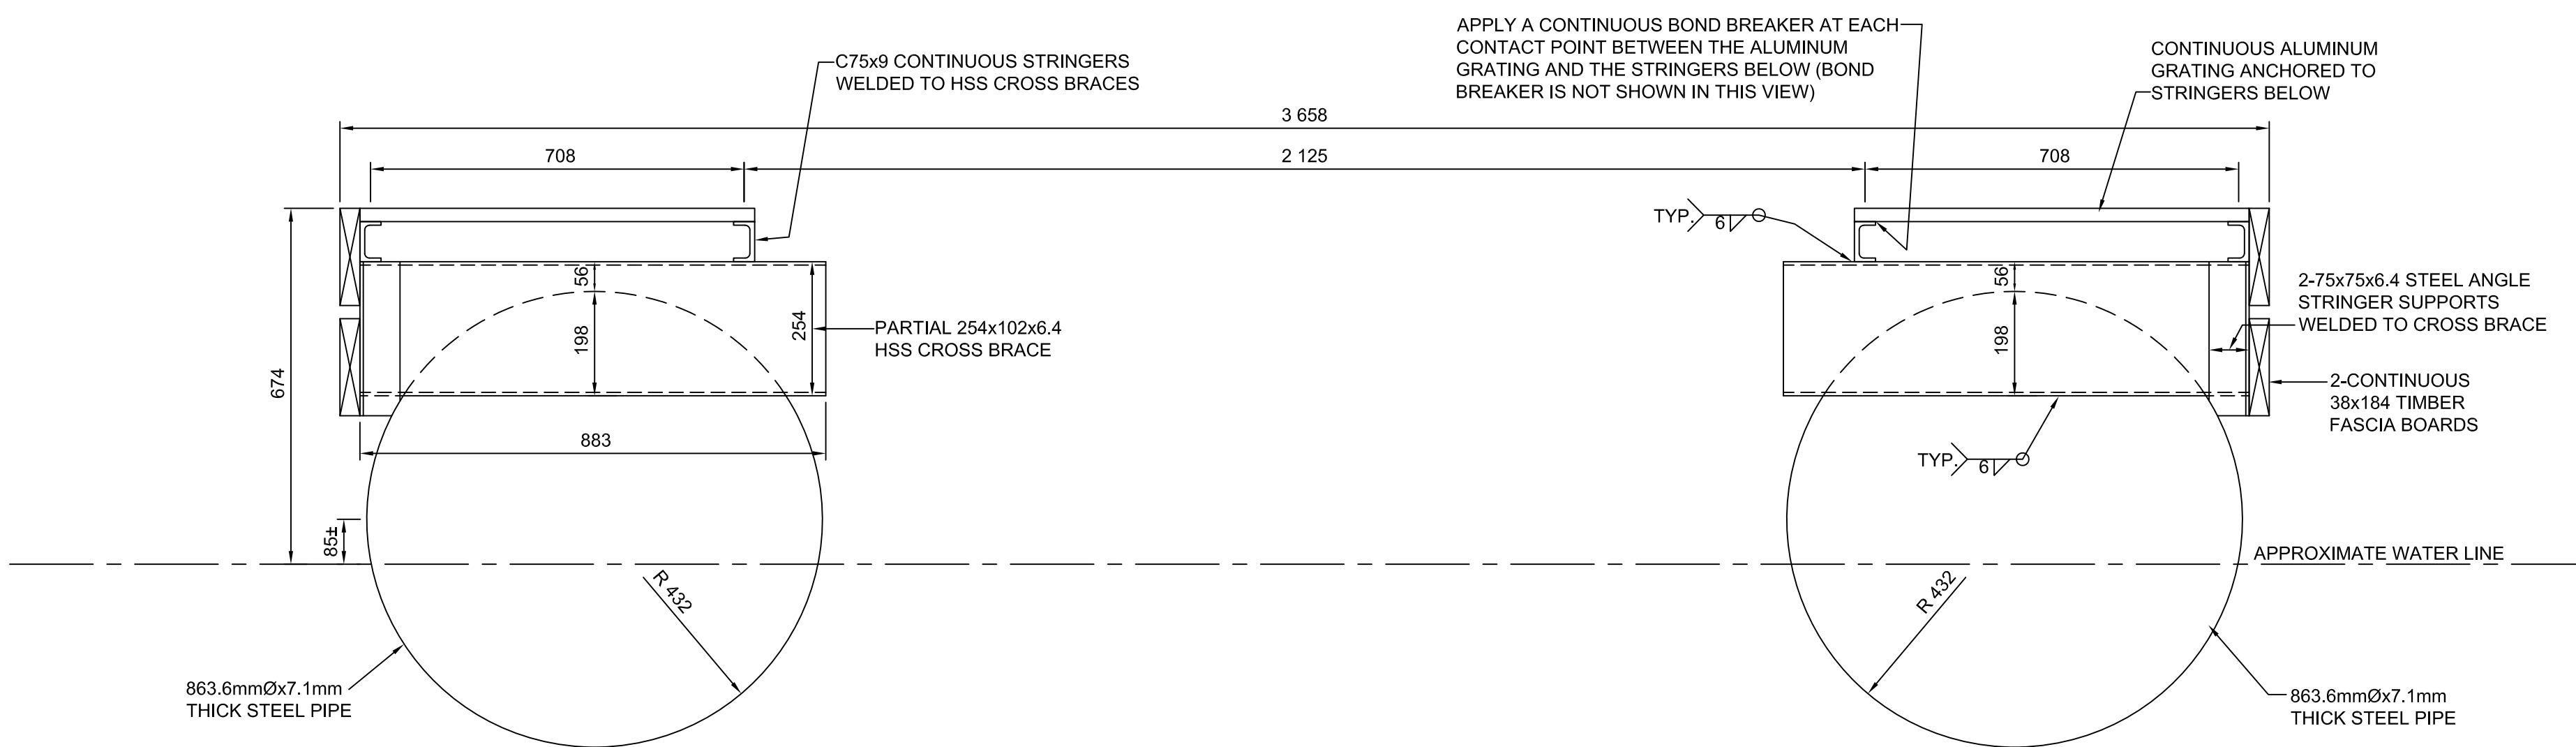 APPLY A CONTINUOUS BOND BREAKER AT EACH
CONTACT POINT BETWEEN THE ALUMINUM
GRATING AND THE STRINGERS BELOW (BOND
BREAKER IS NOT SHOWN IN THIS VIEW)
CONTINUOUS ALUMINUM
GRATING ANCHORED TO
STRINGERS BELOW
C75x9 CONTINUOUS STRINGERS
WELDED TO HSS CROSS BRACES
3 658
708
2 125
708
TYP.
6
56
198
254
PARTIAL 254x102x6.4
HSS CROSS BRACE
56
198
2-75x75x6.4 STEEL ANGLE
STRINGER SUPPORTS
WELDED TO CROSS BRACE
674
2-CONTINUOUS
38x184 TIMBER
FASCIA BOARDS
883
TYP.
6
85±
APPROXIMATE WATER LINE
R 432
R 432
863.6mmØx7.1mm
THICK STEEL PIPE
863.6mmØx7.1mm
THICK STEEL PIPE